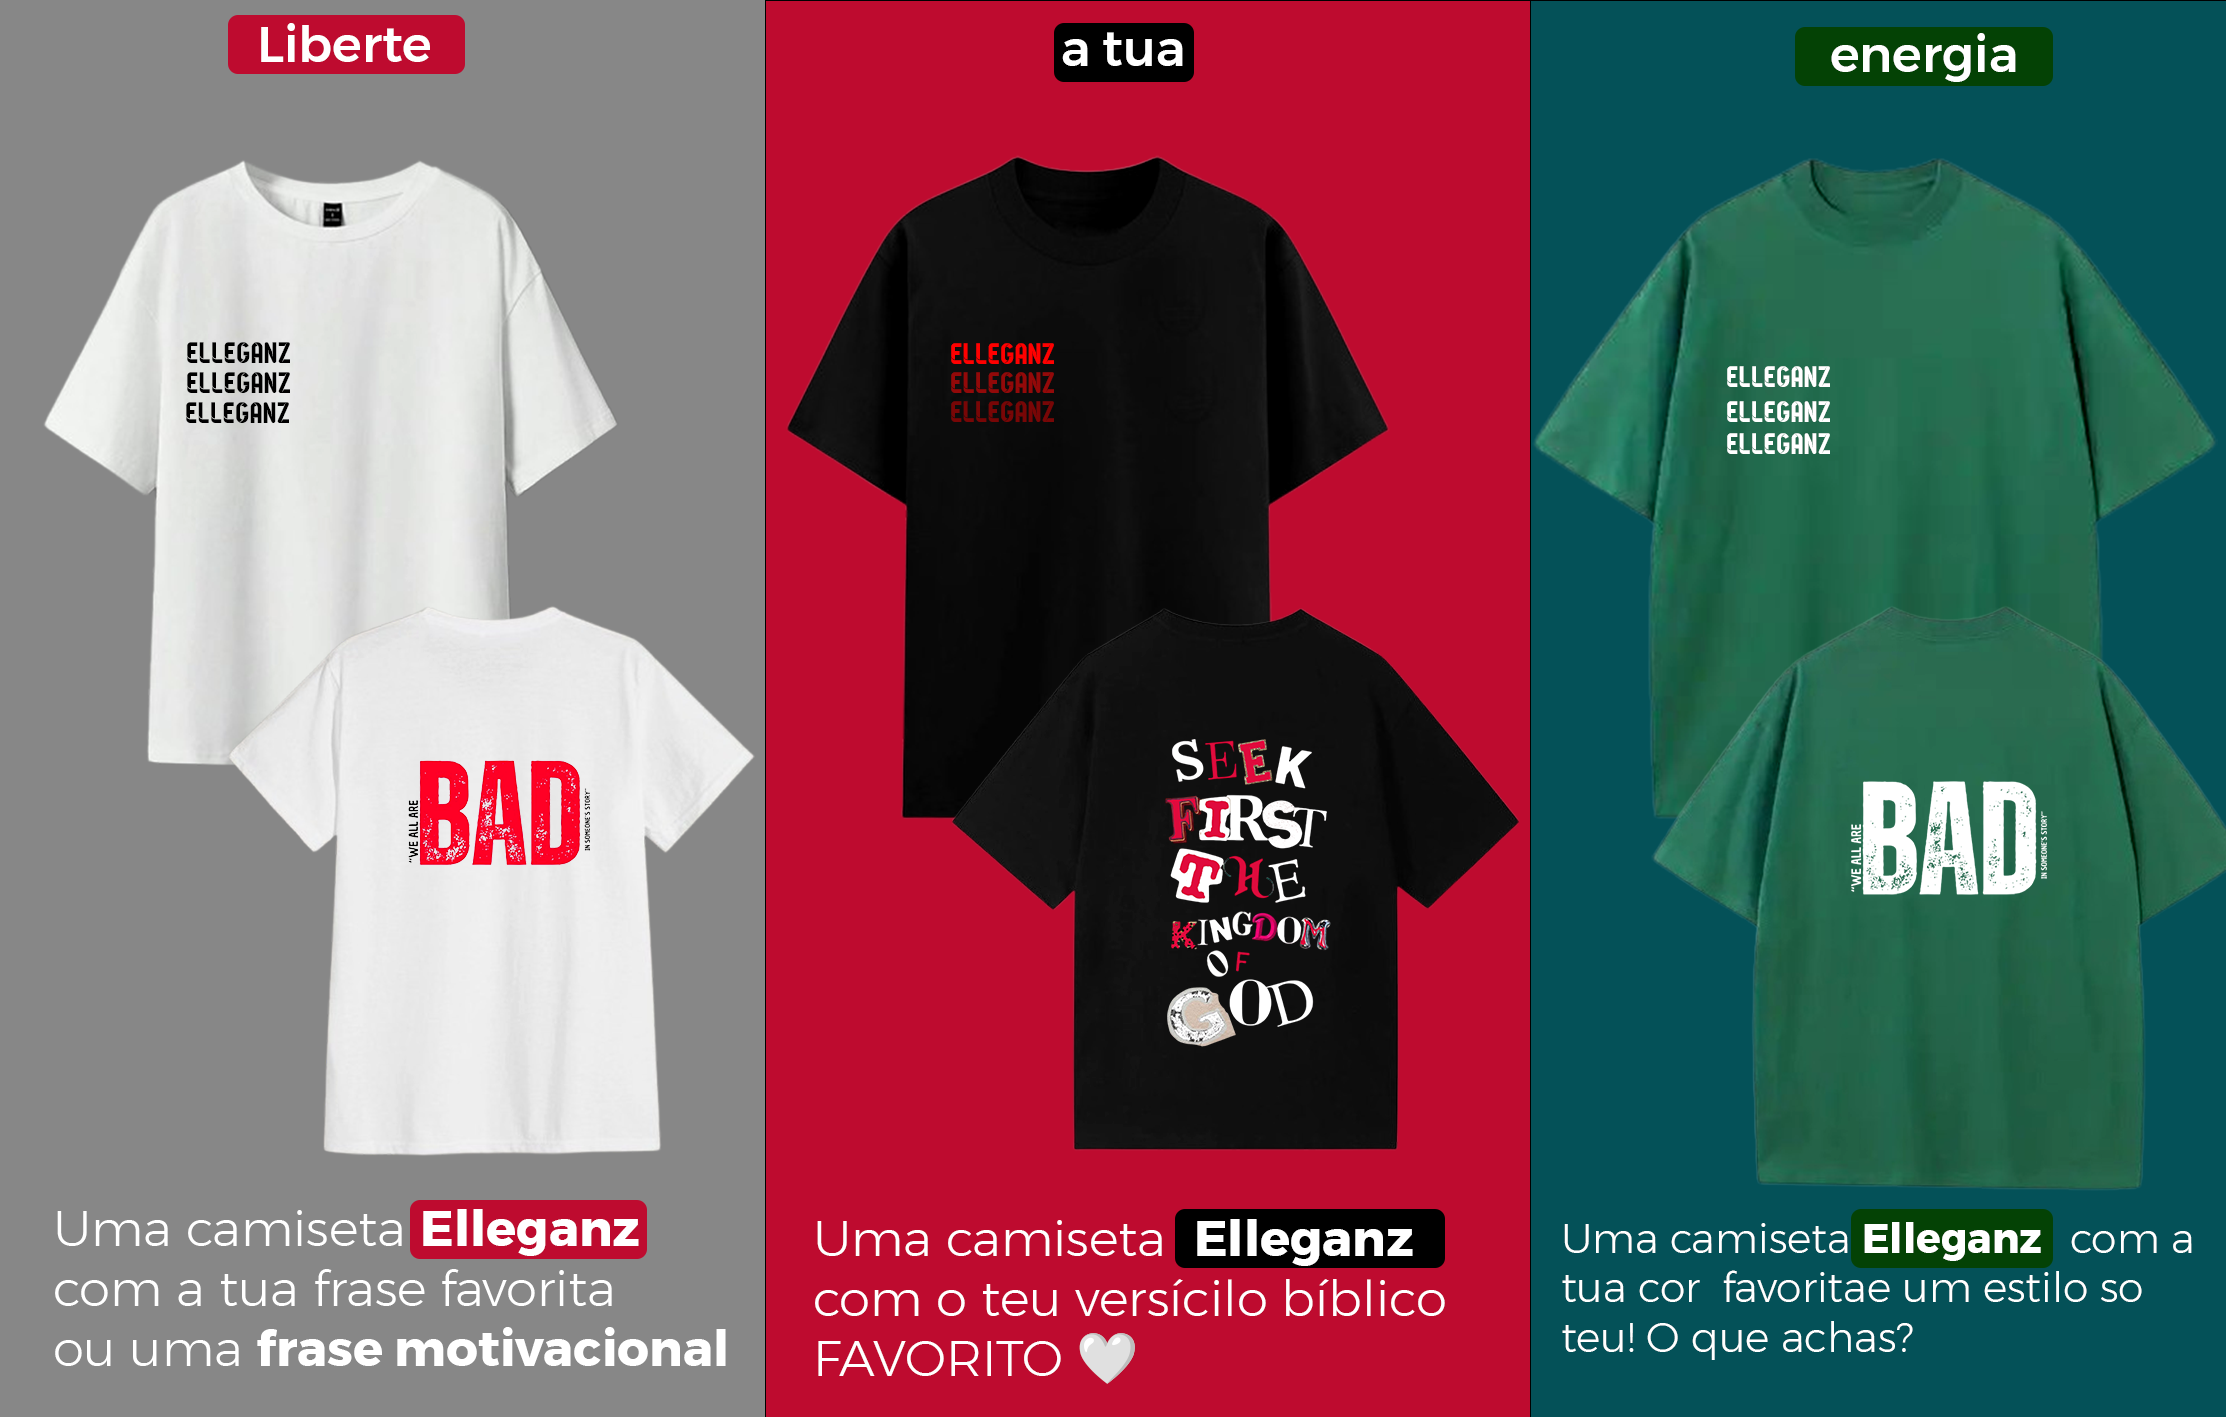 Liberte
ELLEGANZ
ELLEGANZ
ELLEGANZ
"WE ALL ARE
BAD
IN SOMEONE'S STORY"
Uma camiseta Elleganz
com a tua frase favorita
ou uma frase motivacional
a tua
ELLEGANZ
ELLEGANZ
ELLEGANZ
SEEK
FIRST
THE
KINGDOM
OF
GOD
Uma camiseta Elleganz
com o teu versícilo bíblico
FAVORITO 🤍
energia
ELLEGANZ
ELLEGANZ
ELLEGANZ
"WE ALL ARE
BAD
IN SOMEONE'S STORY"
Uma camiseta Elleganz com a
tua cor favoritae um estilo so
teu! O que achas?